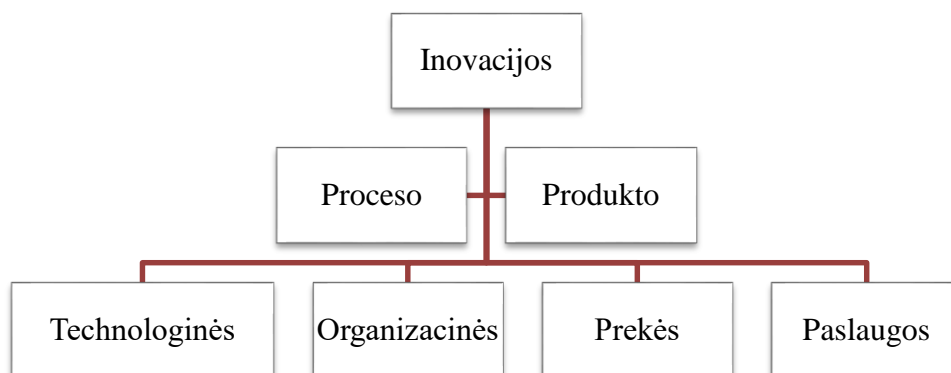 Inovacijos
Proceso
Produkto
Technologinės
Organizacinės
Prekės
Paslaugos